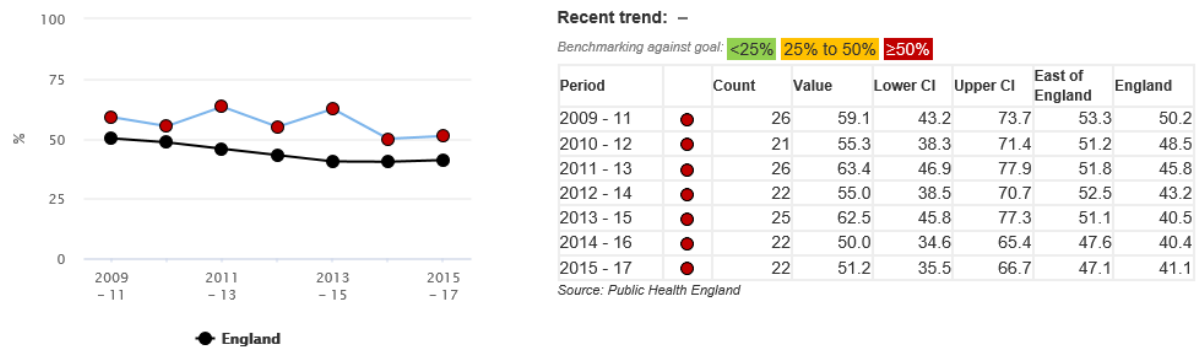 100
75
50
25
0
%
2009 – 11
2011 – 13
2013 – 15
2015 – 17
England
Recent trend: –
Benchmarking against goal: <25% 25% to 50% ≥50%
Period Count Value Lower CI Upper CI East of England England
2009 - 11 26 59.1 43.2 73.7 53.3 50.2
2010 - 12 21 55.3 38.3 71.4 51.2 48.5
2011 - 13 26 63.4 46.9 77.9 51.8 45.8
2012 - 14 22 55.0 38.5 70.7 52.5 43.2
2013 - 15 25 62.5 45.8 77.3 51.1 40.5
2014 - 16 22 50.0 34.6 65.4 47.6 40.4
2015 - 17 22 51.2 35.5 66.7 47.1 41.1
Source: Public Health England